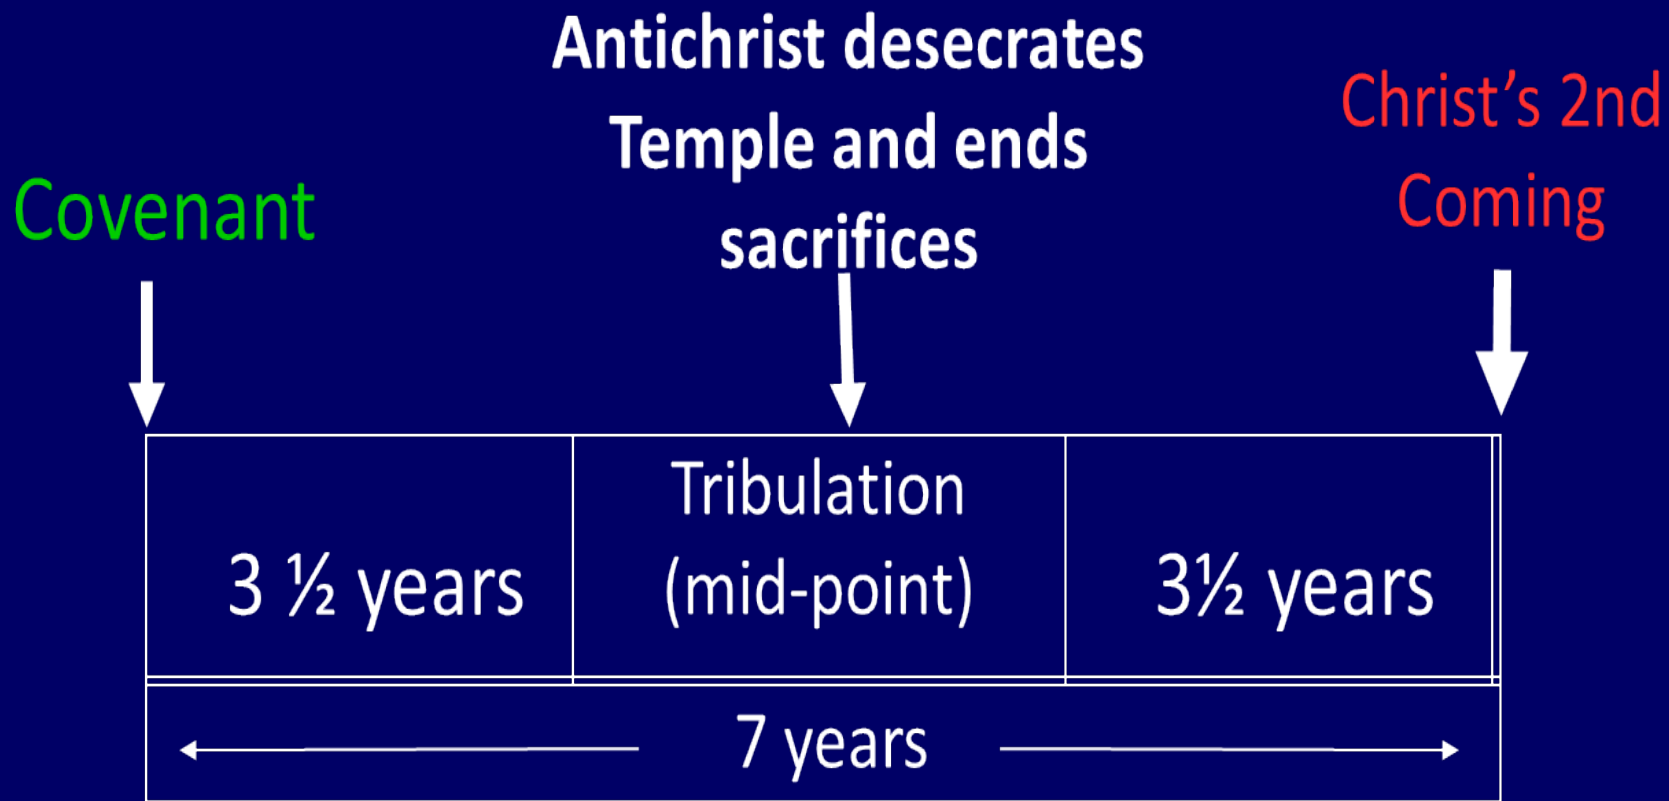 Antichrist desecrates
Temple and ends
sacrifices
Christ’s 2nd
Coming
Covenant
Tribulation
(mid-point)
3 ½ years
3½ years
7 years